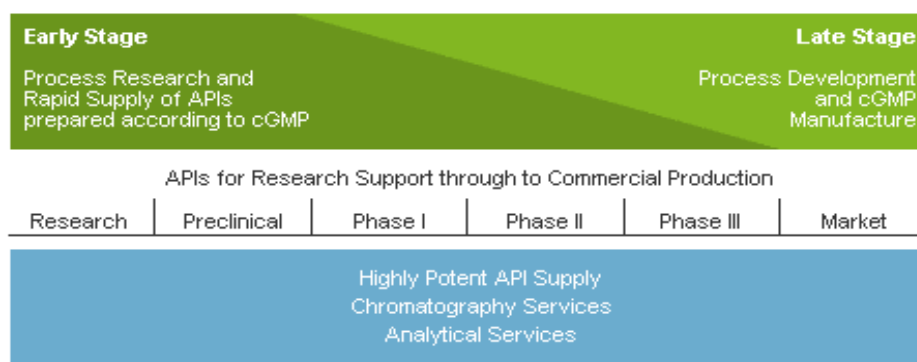 Early Stage
Process Research and
Rapid Supply of APIs
prepared according to cGMP
Late Stage
Process Development
and cGMP
Manufacture
APIs for Research Support through to Commercial Production
Research Preclinical Phase I Phase II Phase III Market
Highly Potent API Supply
Chromatography Services
Analytical Services